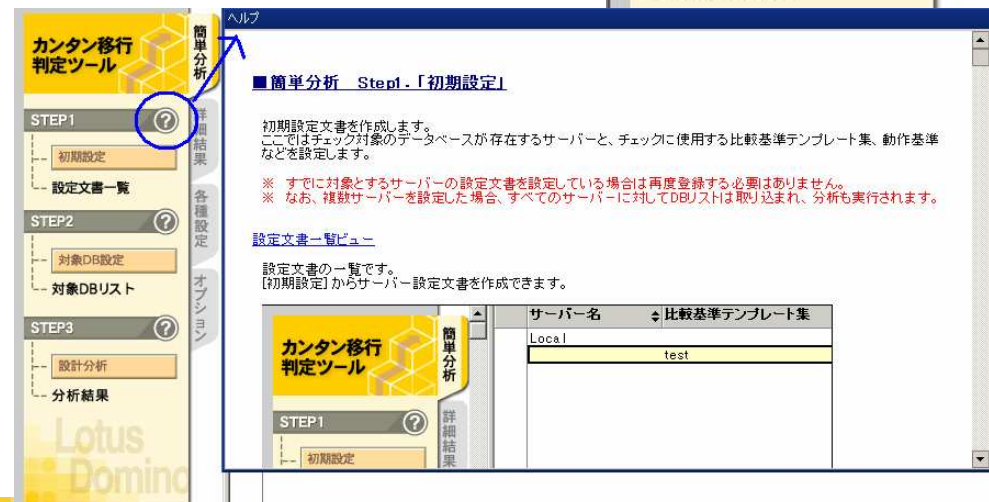 カンタン移行
判定ツール
簡単分析
詳細結果
各種設定
オプション
STEP1
?
初期設定
設定文書一覧
STEP2
?
対象DB設定
対象DBリスト
STEP3
?
設計分析
分析結果
Lotus
Domino
ヘルプ
■簡単分析 Step1.「初期設定」
初期設定文書を作成します。
ここではチェック対象のデータベースが存在するサーバーと、チェックに使用する比較基準テンプレート集、動作基準
などを設定します。
※ すでに対象とするサーバーの設定文書を設定している場合は再度登録する必要はありません。
※ なお、複数サーバーを設定した場合、すべてのサーバーに対してDBリストは取り込まれ、分析も実行されます。
設定文書一覧ビュー
設定文書の一覧です。
[初期設定]からサーバー設定文書を作成できます。
カンタン移行
判定ツール
簡単分析
詳細結果
STEP1
?
初期設定
サーバー名 比較基準テンプレート集
Local
test